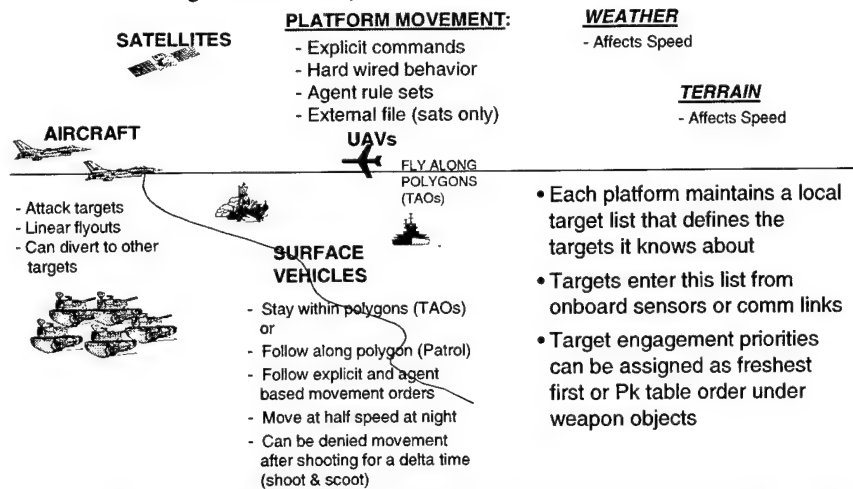 PLATFORM MOVEMENT:
- Explicit commands
- Hard wired behavior
- Agent rule sets
- External file (sats only)
SATELLITES
WEATHER
- Affects Speed
TERRAIN
- Affects Speed
AIRCRAFT
- Attack targets
- Linear flyouts
- Can divert to other
targets
UAVs
FLY ALONG
POLYGONS
(TAOs)
SURFACE
VEHICLES
- Stay within polygons (TAOs)
or
- Follow along polygon (Patrol)
- Follow explicit and agent
based movement orders
- Move at half speed at night
- Can be denied movement
after shooting for a delta time
(shoot & scoot)
• Each platform maintains a local
target list that defines the
targets it knows about
• Targets enter this list from
onboard sensors or comm links
• Target engagement priorities
can be assigned as freshest
first or Pk table order under
weapon objects